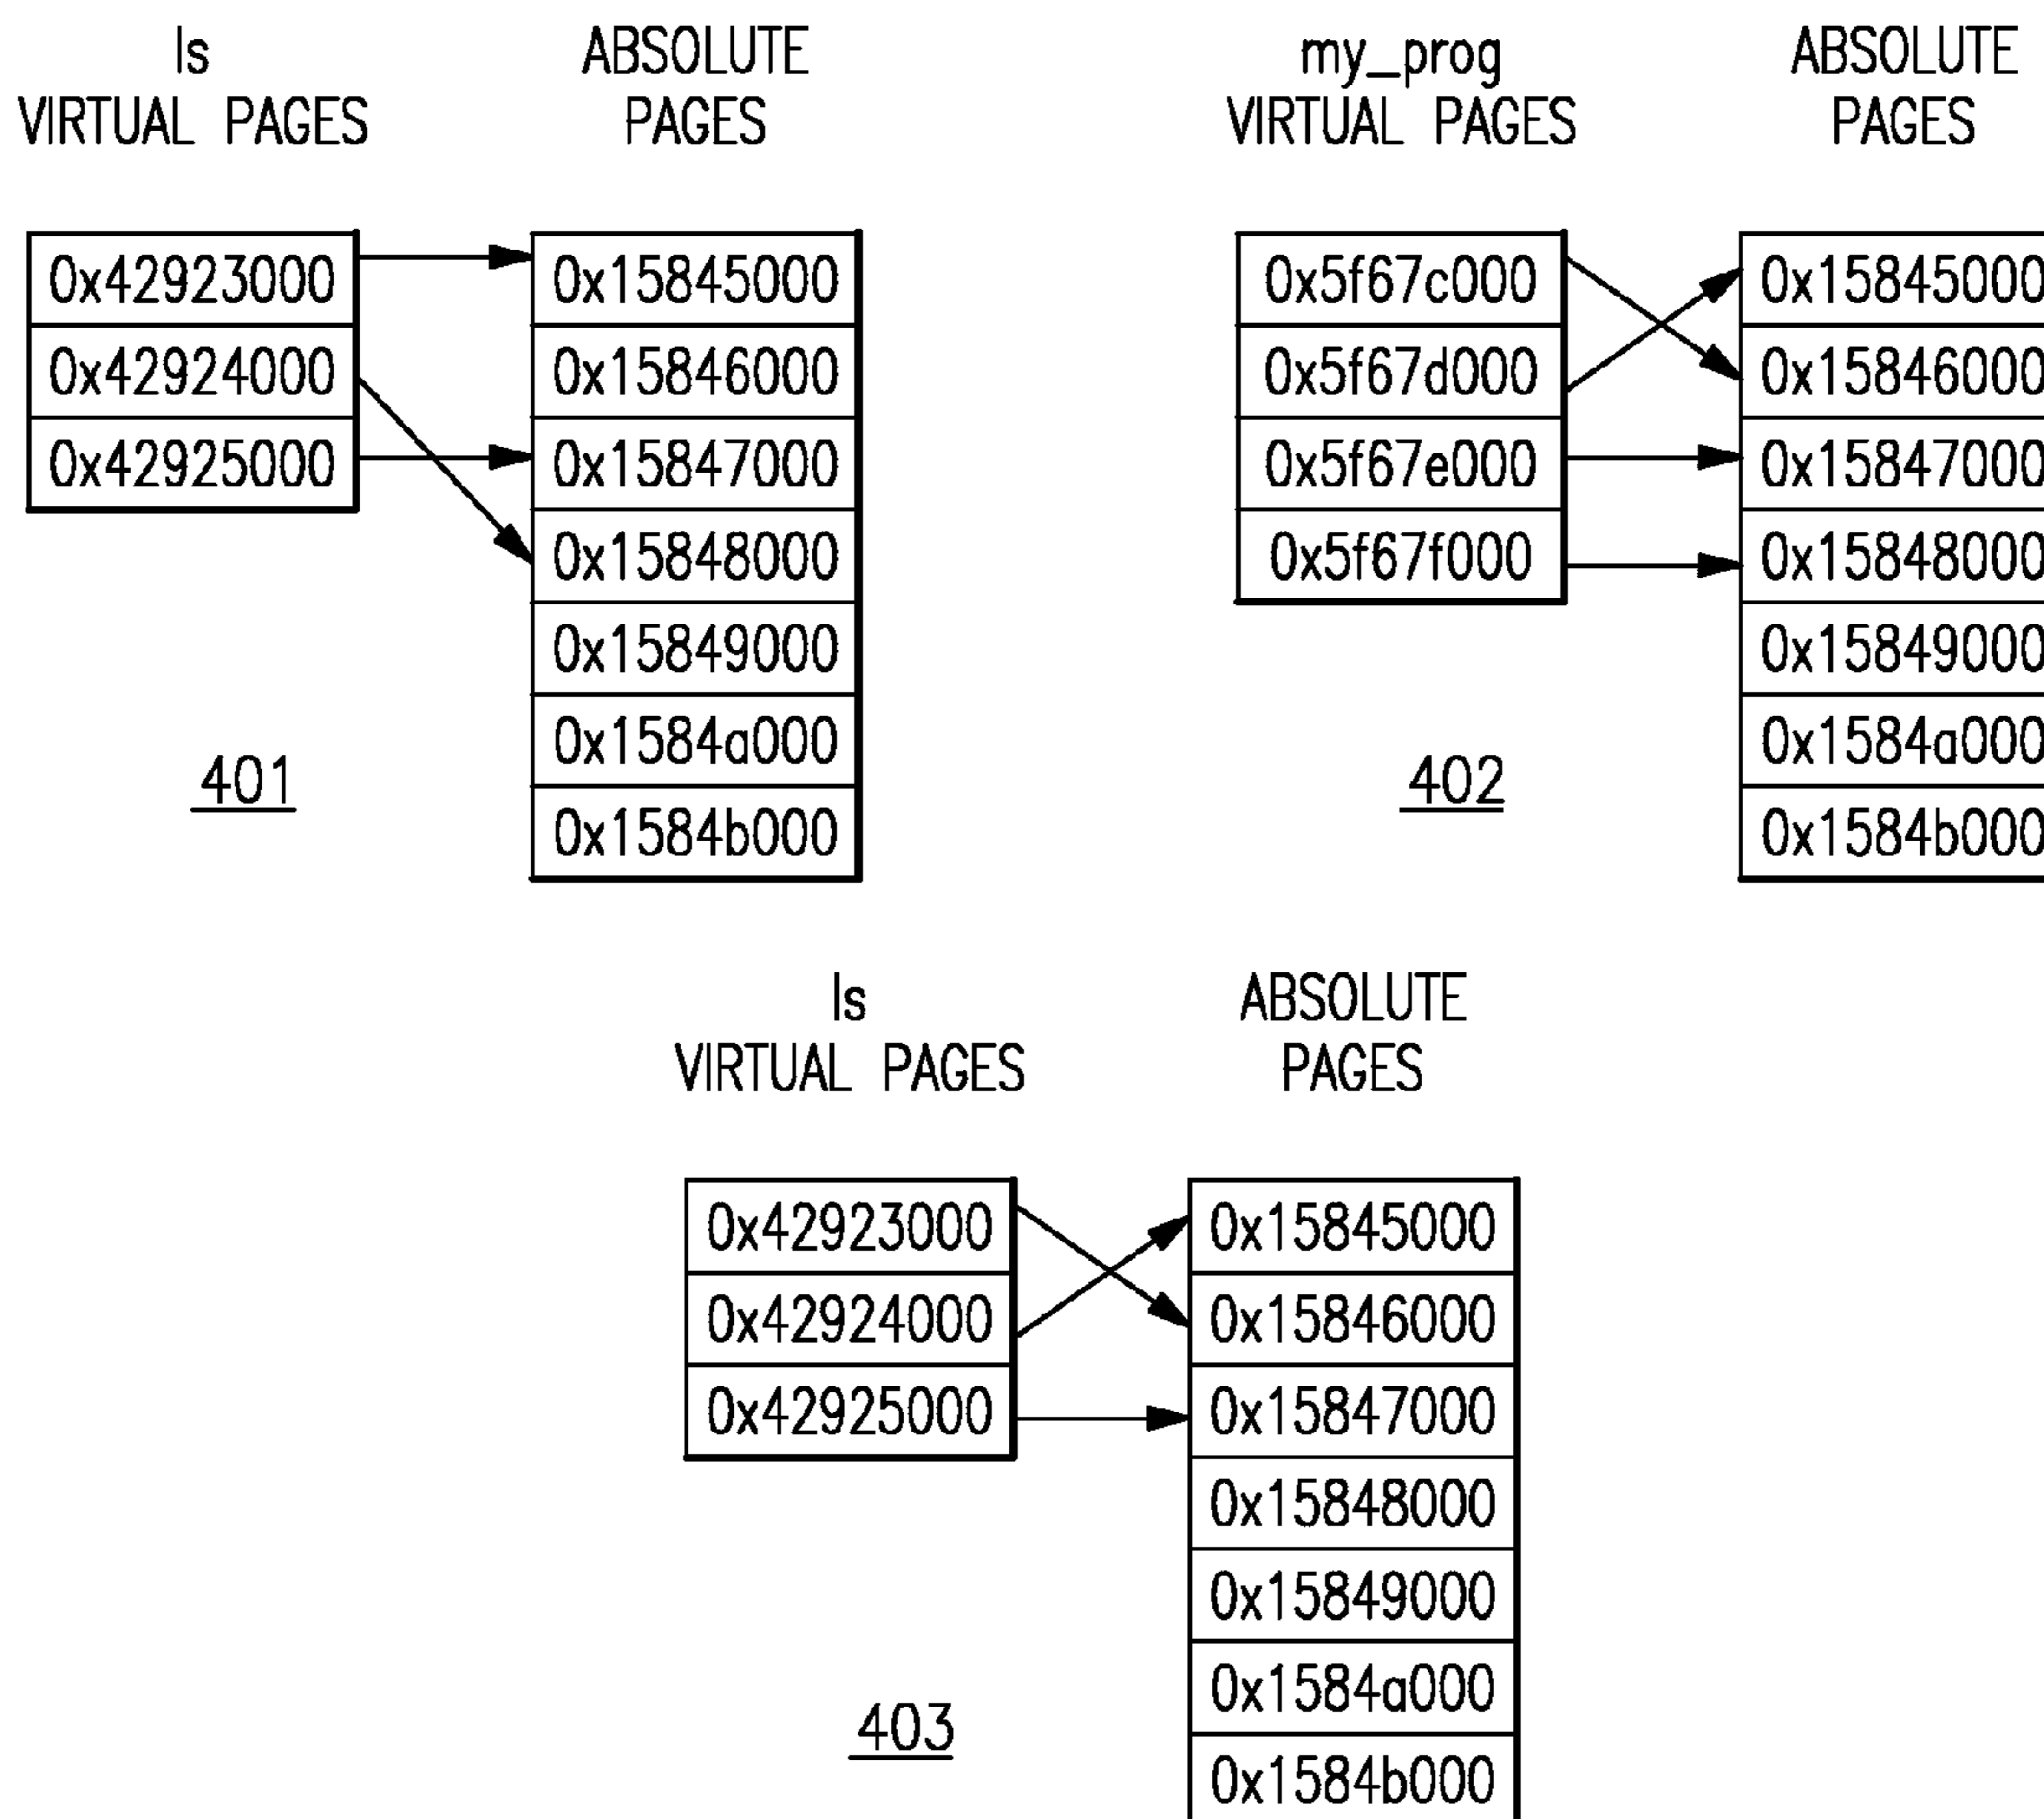 ls
VIRTUAL PAGES
ABSOLUTE
PAGES
0x42923000
0x42924000
0x42925000
0x15845000
0x15846000
0x15847000
0x15848000
0x15849000
0x1584a000
0x1584b000
401
my_prog
VIRTUAL PAGES
ABSOLUTE
PAGES
0x5f67c000
0x5f67d000
0x5f67e000
0x5f67f000
0x15845000
0x15846000
0x15847000
0x15848000
0x15849000
0x1584a000
0x1584b000
402
ls
VIRTUAL PAGES
ABSOLUTE
PAGES
0x42923000
0x42924000
0x42925000
0x15845000
0x15846000
0x15847000
0x15848000
0x15849000
0x1584a000
0x1584b000
403